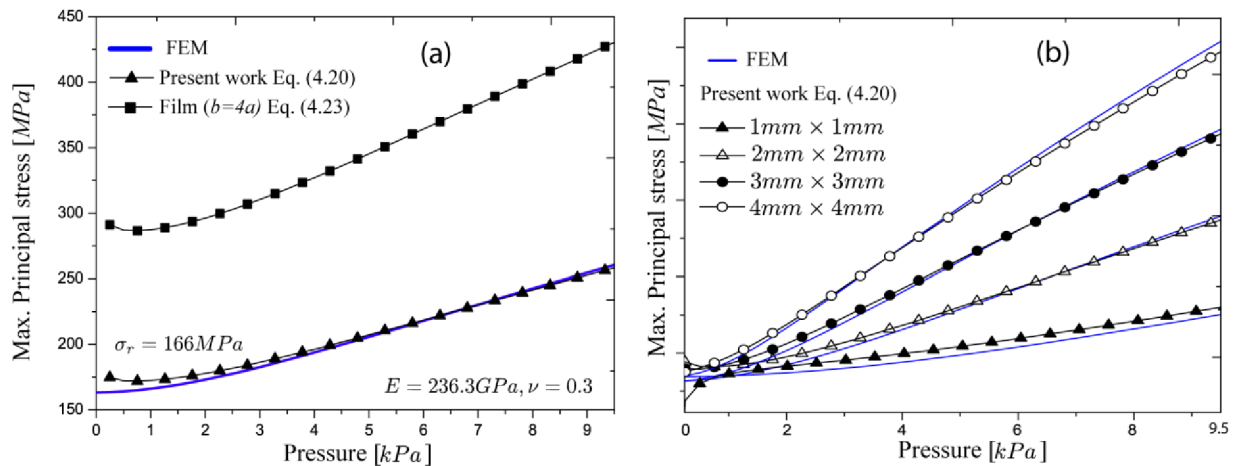 450
400
350
300
250
200
150
Max. Principal stress [MPa]
(a)
FEM
Present work Eq. (4.20)
Film (b=4a) Eq. (4.23)
σr = 166MPa
E = 236.3GPa, ν = 0.3
0 1 2 3 4 5 6 7 8 9
Pressure [kPa]
Max. Principal stress [MPa]
(b)
FEM
Present work Eq. (4.20)
1mm × 1mm
2mm × 2mm
3mm × 3mm
4mm × 4mm
0 2 4 6 8 9.5
Pressure [kPa]